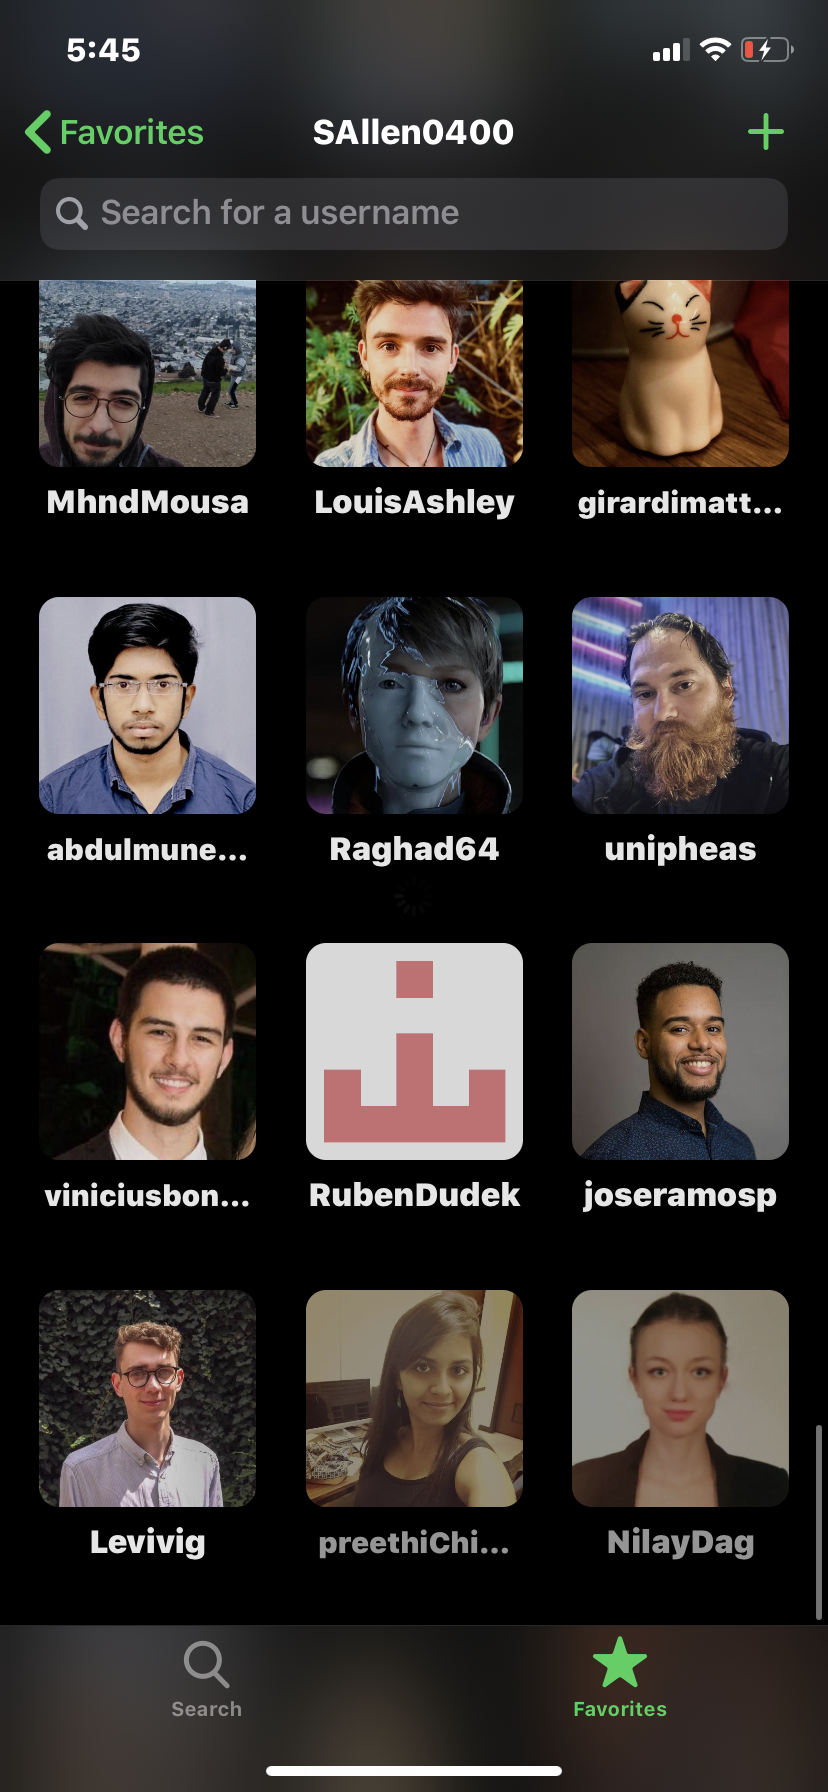 5:45
Favorites
SAllen0400
Search for a username
MhndMousa
LouisAshley
girardimatt...
abdulmune...
Raghad64
unipheas
viniciusbon...
RubenDudek
joseramosp
Levivig
preethiChi...
NilayDag
Search
Favorites